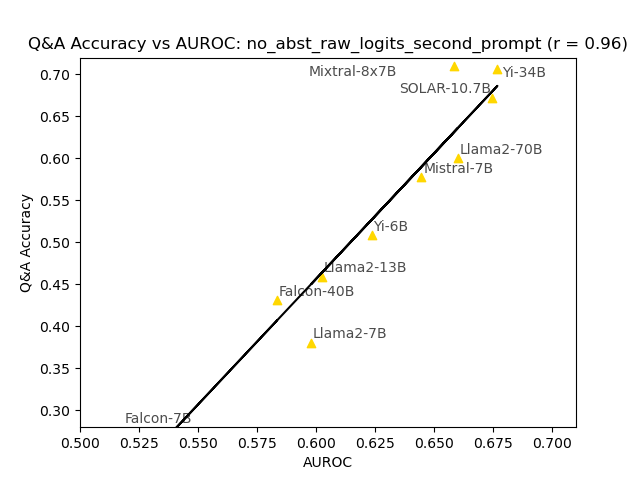 Q&A Accuracy vs AUROC: no_abst_raw_logits_second_prompt (r = 0.96)
0.70
Mixtral-8x7B
Yi-34B
SOLAR-10.7B
0.65
0.60
Llama2-70B
Mistral-7B
0.55
Yi-6B
0.50
Q&A Accuracy
Llama2-13B
0.45
Falcon-40B
0.40
Llama2-7B
0.35
0.30
Falcon-7B
0.500
0.525
0.550
0.575
0.600
0.625
0.650
0.675
0.700
AUROC